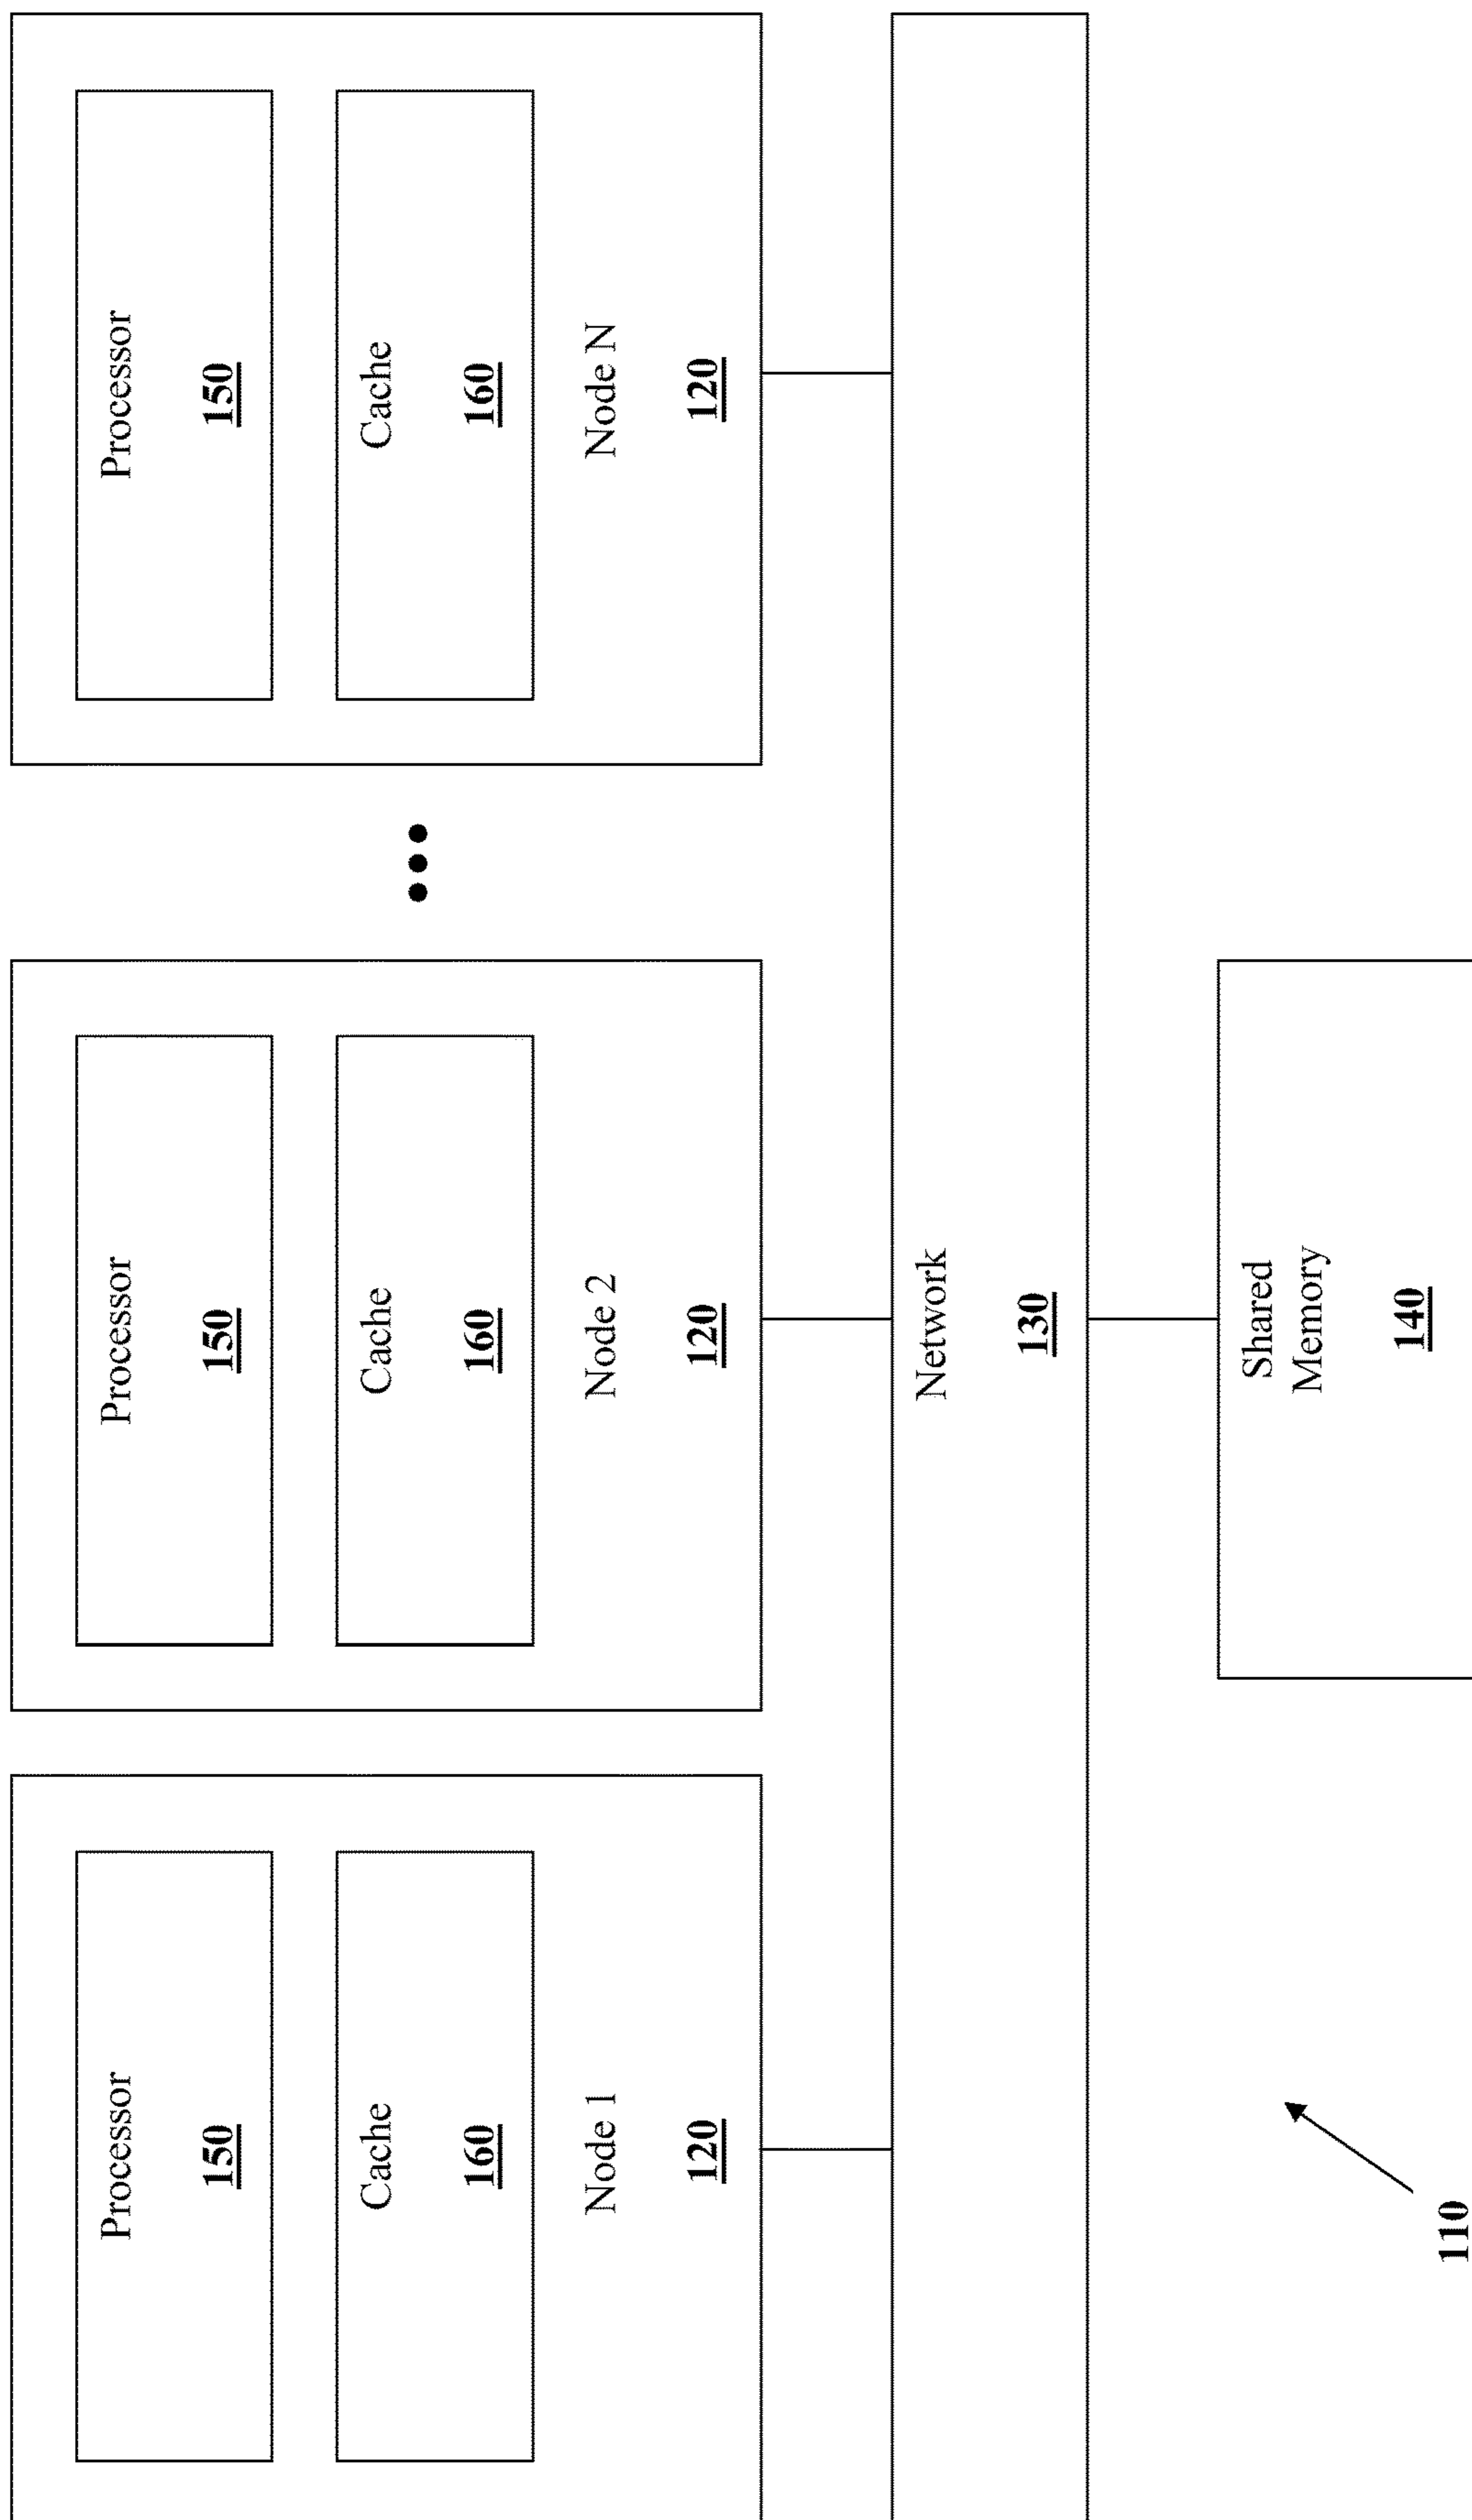 Processor
150
Cache
160
Node 1
120
Processor
150
Cache
160
Node 2
120
Processor
150
Cache
160
Node N
120
Network
130
Shared
Memory
140
110